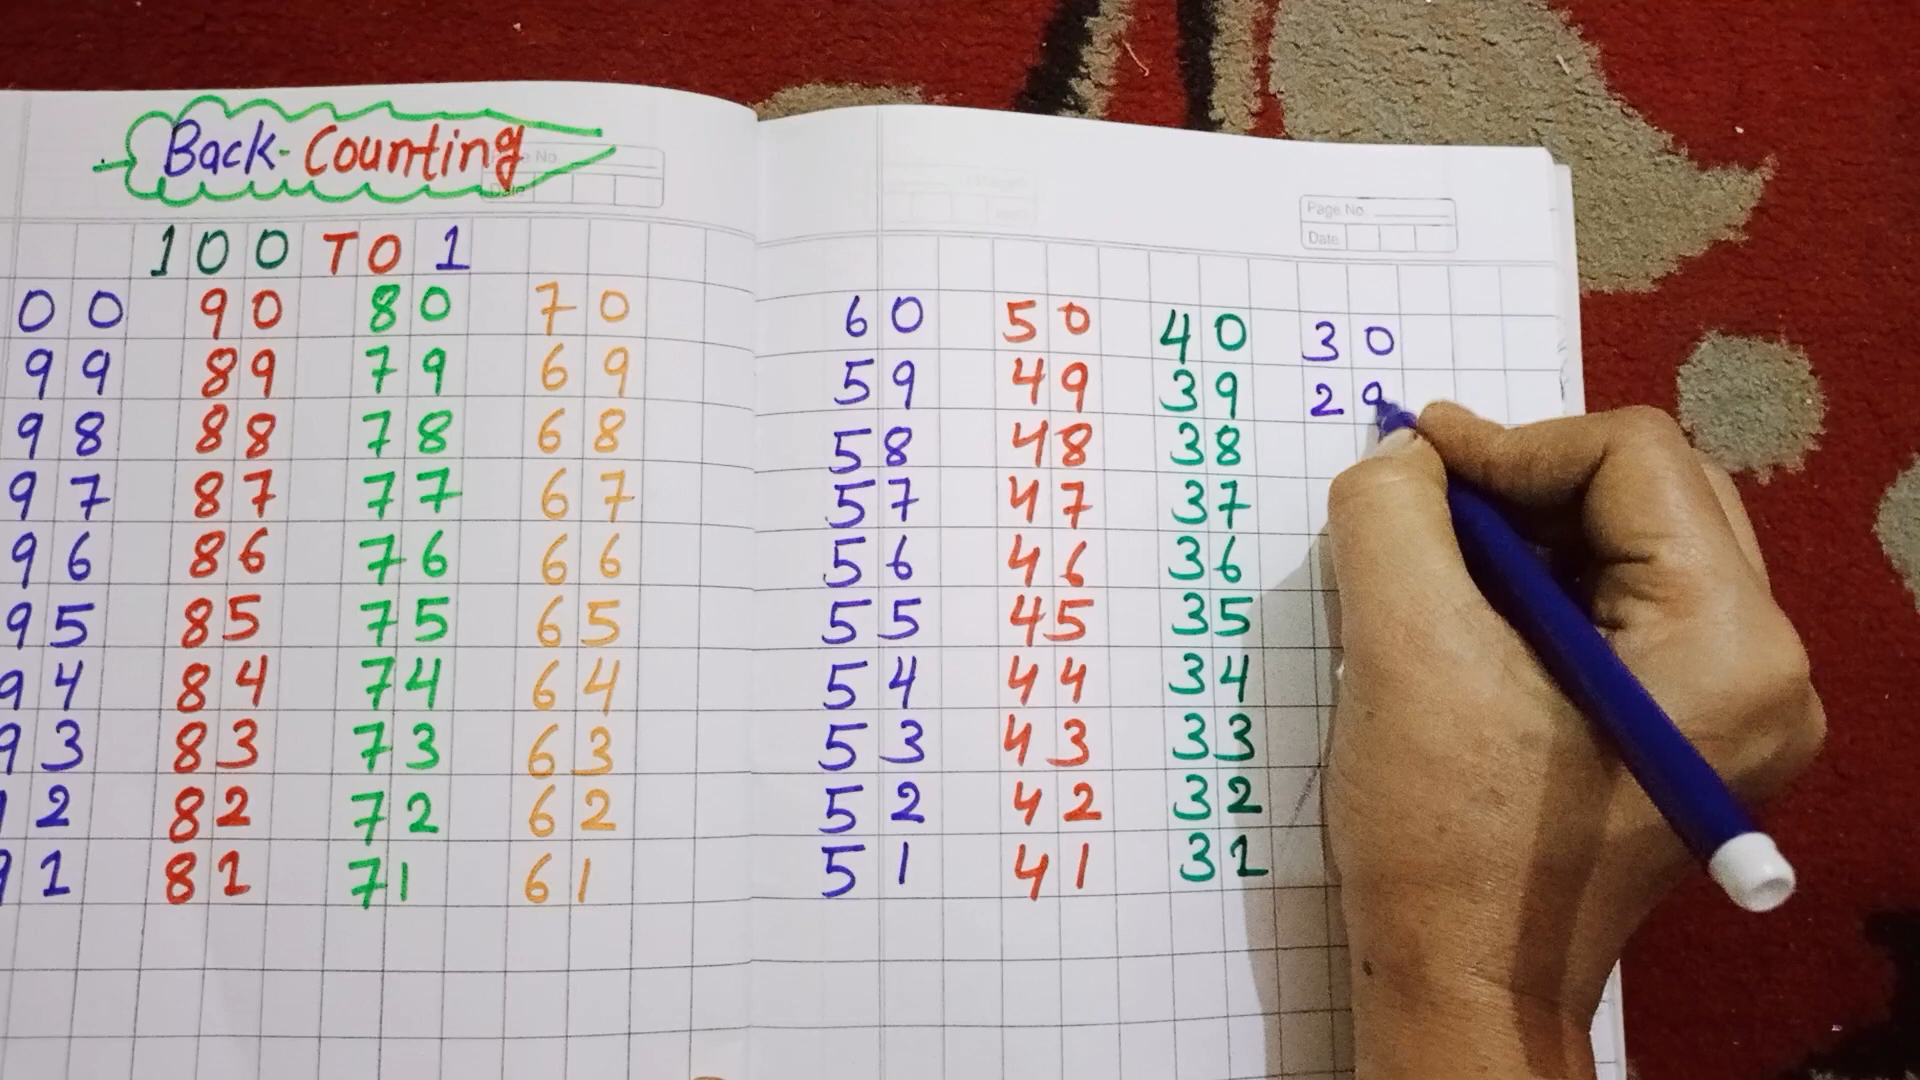 Back-Counting
Page No.
Date
100 TO 1
00 90 80 70 60 50 40 30
99 89 79 69 59 49 39 29
98 88 78 68 58 48 38
97 87 77 67 57 47 37
96 86 76 66 56 46 36
95 85 75 65 55 45 35
94 84 74 64 54 44 34
93 83 73 63 53 43 33
2 82 72 62 52 42 32
1 81 71 61 51 41 31